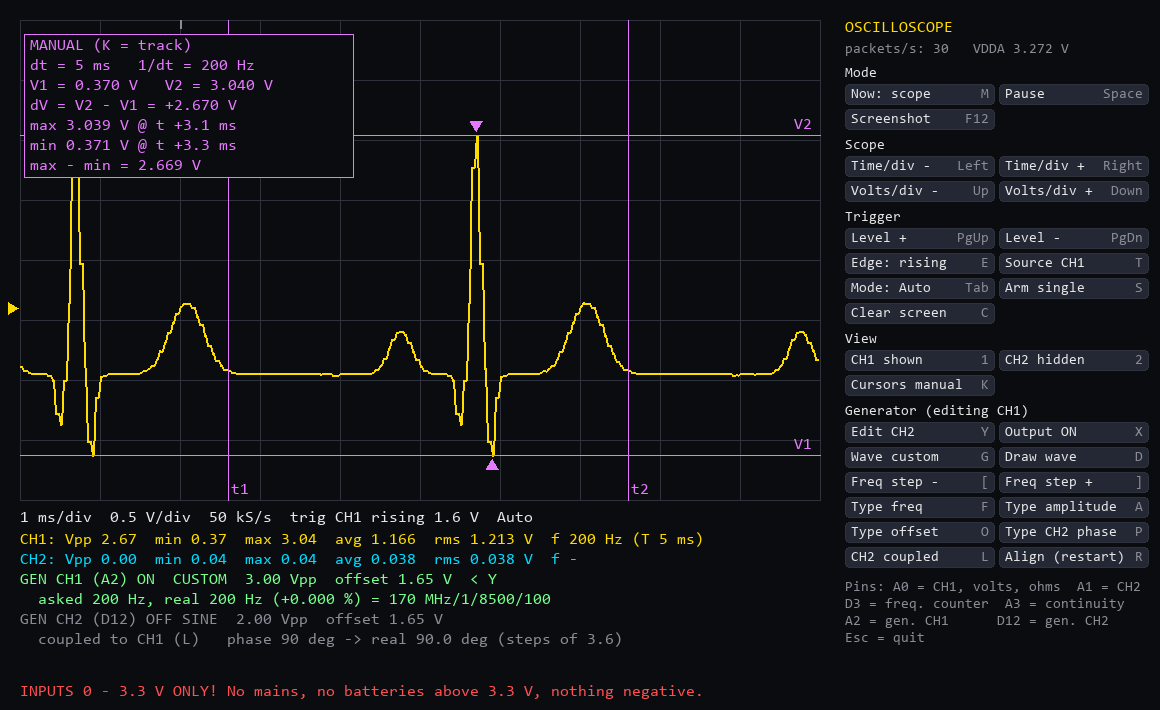 MANUAL (K = track)
dt = 5 ms   1/dt = 200 Hz
V1 = 0.370 V   V2 = 3.040 V
dV = V2 - V1 = +2.670 V
max 3.039 V @ t +3.1 ms
min 0.371 V @ t +3.3 ms
max - min = 2.669 V
V2
V1
t1
t2
1 ms/div  0.5 V/div  50 kS/s  trig CH1 rising 1.6 V  Auto
CH1: Vpp 2.67  min 0.37  max 3.04  avg 1.166  rms 1.213 V  f 200 Hz (T 5 ms)
CH2: Vpp 0.00  min 0.04  max 0.04  avg 0.038  rms 0.038 V  f -
GEN CH1 (A2) ON  CUSTOM  3.00 Vpp  offset 1.65 V  < Y
asked 200 Hz, real 200 Hz (+0.000 %) = 170 MHz/1/8500/100
GEN CH2 (D12) OFF SINE  2.00 Vpp  offset 1.65 V
coupled to CH1 (L)   phase 90 deg -> real 90.0 deg (steps of 3.6)
INPUTS 0 - 3.3 V ONLY! No mains, no batteries above 3.3 V, nothing negative.
OSCILLOSCOPE
packets/s: 30   VDDA 3.272 V
Mode
Now: scope M Pause Space
Screenshot F12
Scope
Time/div - Left Time/div + Right
Volts/div - Up Volts/div + Down
Trigger
Level + PgUp Level - PgDn
Edge: rising E Source CH1 T
Mode: Auto Tab Arm single S
Clear screen C
View
CH1 shown 1 CH2 hidden 2
Cursors manual K
Generator (editing CH1)
Edit CH2 Y Output ON X
Wave custom G Draw wave D
Freq step - [ Freq step + ]
Type freq F Type amplitude A
Type offset O Type CH2 phase P
CH2 coupled L Align (restart) R
Pins: A0 = CH1, volts, ohms  A1 = CH2
D3 = freq. counter  A3 = continuity
A2 = gen. CH1      D12 = gen. CH2
Esc = quit